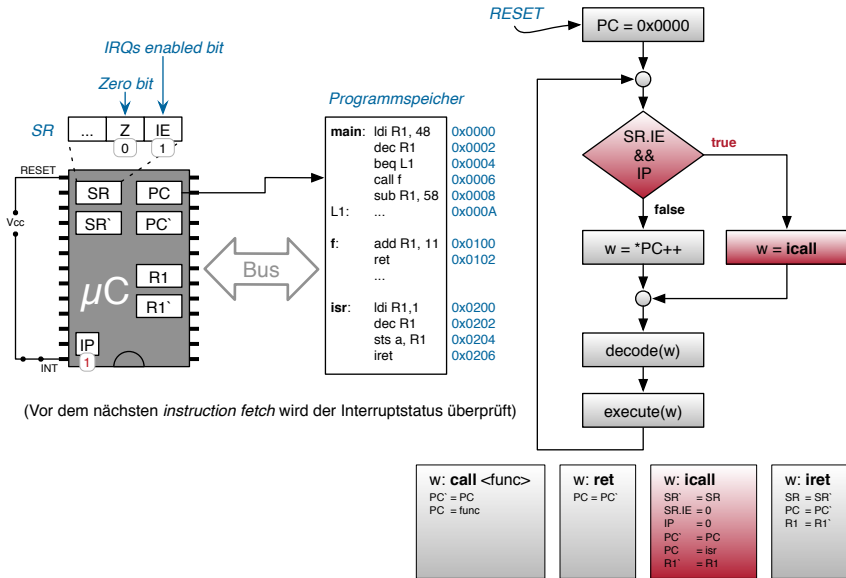 IRQs enabled bit
Zero bit
SR
... Z IE
0 1
RESET
Vcc
INT
SR PC
SR` PC`
R1
R1`
µC
IP
1
Bus
Programmspeicher
main: ldi R1, 48 0x0000
dec R1 0x0002
beq L1 0x0004
call f 0x0006
sub R1, 58 0x0008
L1: ... 0x000A
f: add R1, 11 0x0100
ret 0x0102
...
isr: ldi R1,1 0x0200
dec R1 0x0202
sts a, R1 0x0204
iret 0x0206
(Vor dem nächsten instruction fetch wird der Interruptstatus überprüft)
RESET
PC = 0x0000
SR.IE
&&
IP
true
false
w = *PC++
w = icall
decode(w)
execute(w)
w: call <func>
PC` = PC
PC = func
w: ret
PC = PC`
w: icall
SR` = SR
SR.IE = 0
IP = 0
PC` = PC
PC = isr
R1` = R1
w: iret
SR = SR`
PC = PC`
R1 = R1`